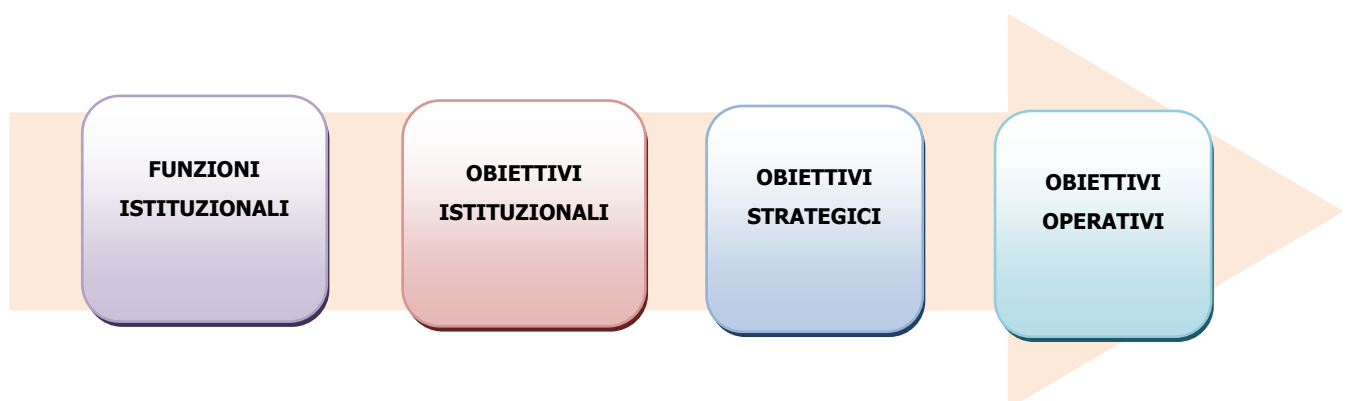 FUNZIONI
ISTITUZIONALI
OBIETTIVI
ISTITUZIONALI
OBIETTIVI
STRATEGICI
OBIETTIVI
OPERATIVI